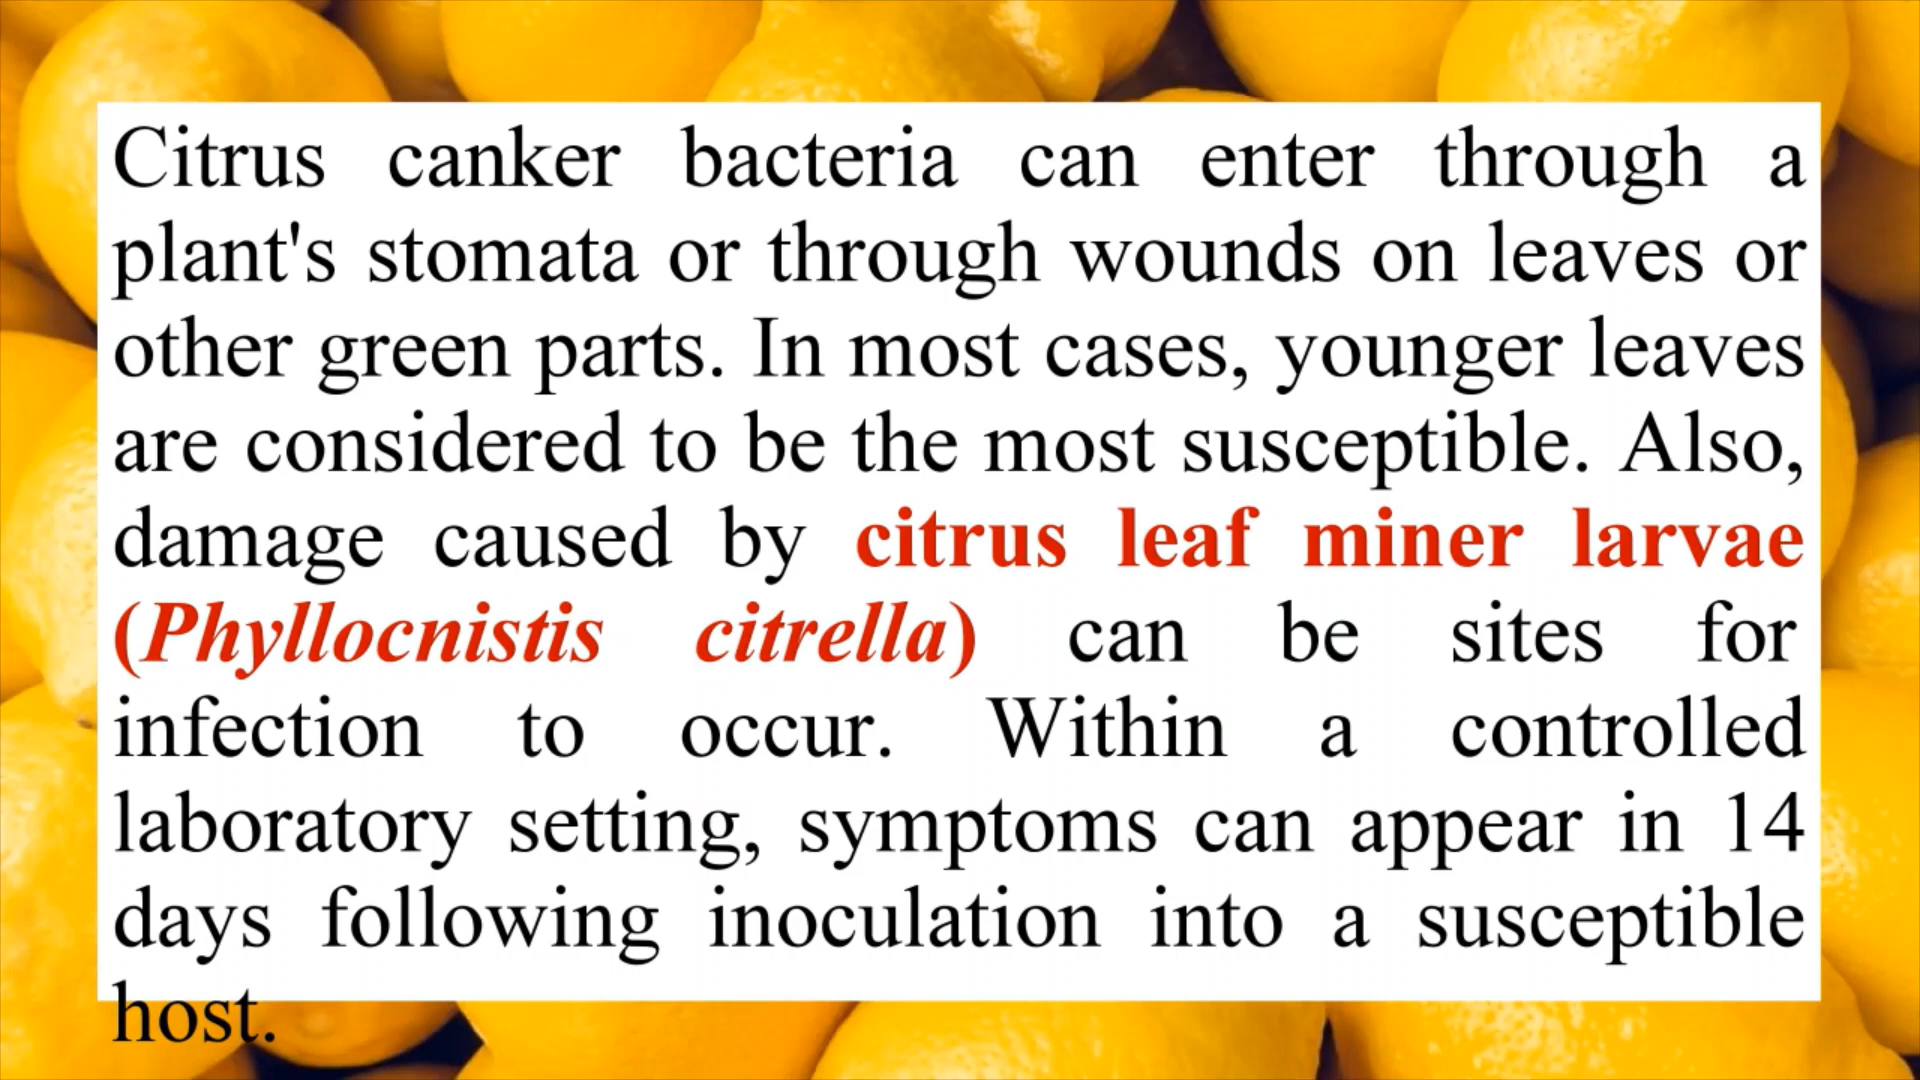 Citrus canker bacteria can enter through a
plant's stomata or through wounds on leaves or
other green parts. In most cases, younger leaves
are considered to be the most susceptible. Also,
damage caused by citrus leaf miner larvae
(Phyllocnistis citrella) can be sites for
infection to occur. Within a controlled
laboratory setting, symptoms can appear in 14
days following inoculation into a susceptible
host.